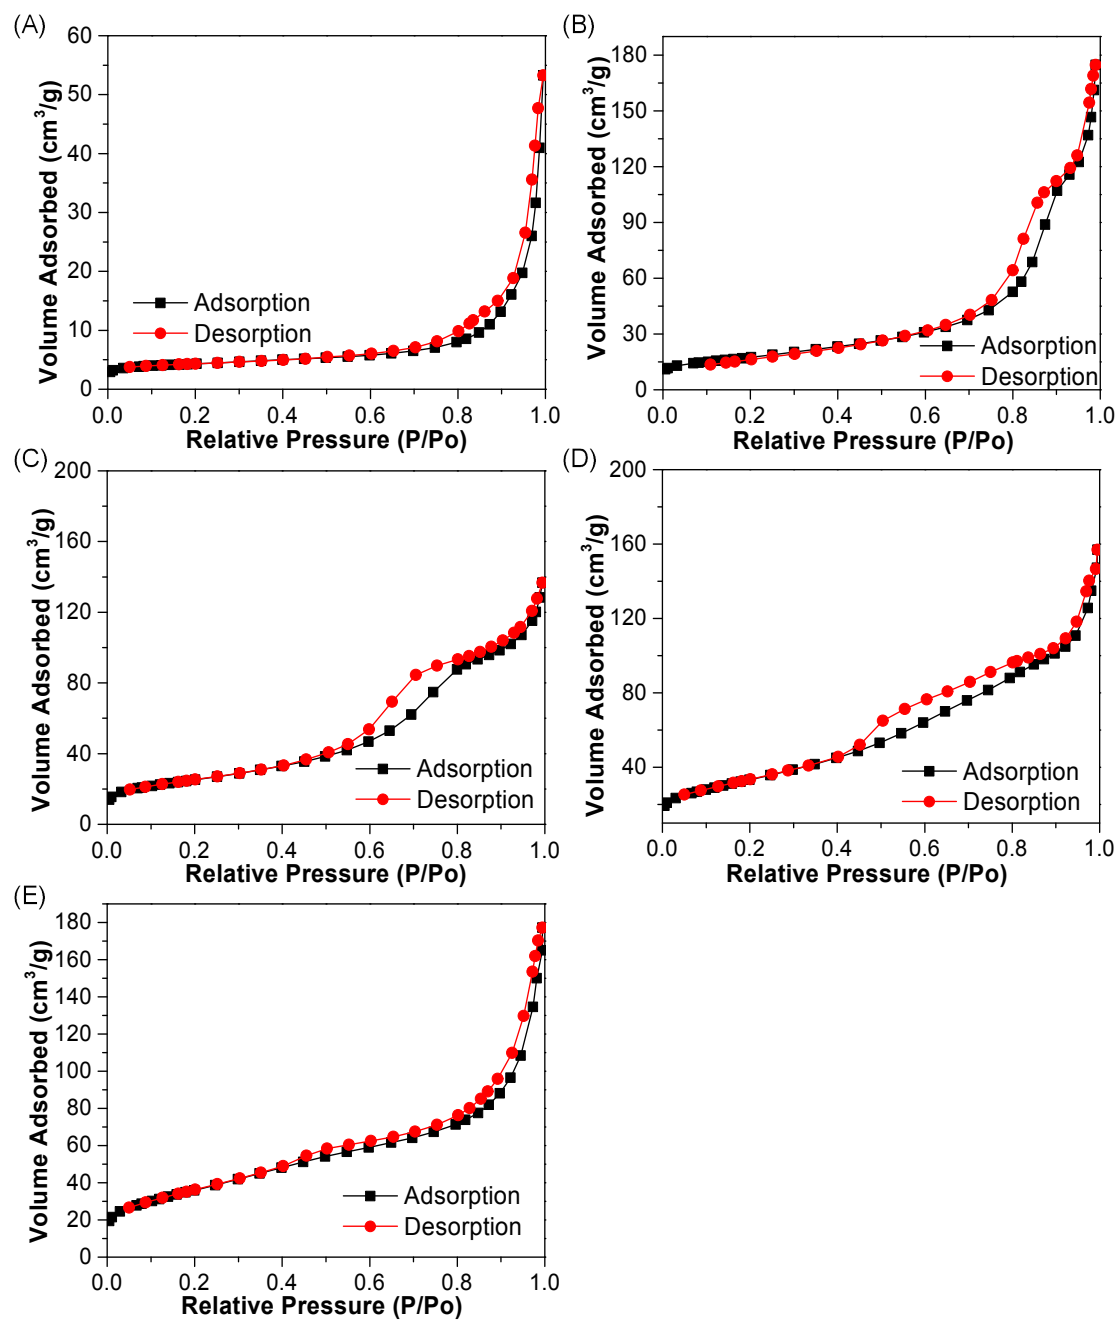 (A)
Volume Adsorbed (cm³/g)
60
50
40
30
20
10
0
Adsorption
Desorption
0.0 0.2 0.4 0.6 0.8 1.0
Relative Pressure (P/Po)
(B)
Volume Adsorbed (cm³/g)
180
150
120
90
60
30
0
Adsorption
Desorption
0.0 0.2 0.4 0.6 0.8 1.0
Relative Pressure (P/Po)
(C)
Volume Adsorbed (cm³/g)
200
160
120
80
40
0
Adsorption
Desorption
0.0 0.2 0.4 0.6 0.8 1.0
Relative Pressure (P/Po)
(D)
Volume Adsorbed (cm³/g)
200
160
120
80
40
Adsorption
Desorption
0.0 0.2 0.4 0.6 0.8 1.0
Relative Pressure (P/Po)
(E)
Volume Adsorbed (cm³/g)
180
160
140
120
100
80
60
40
20
0
Adsorption
Desorption
0.0 0.2 0.4 0.6 0.8 1.0
Relative Pressure (P/Po)